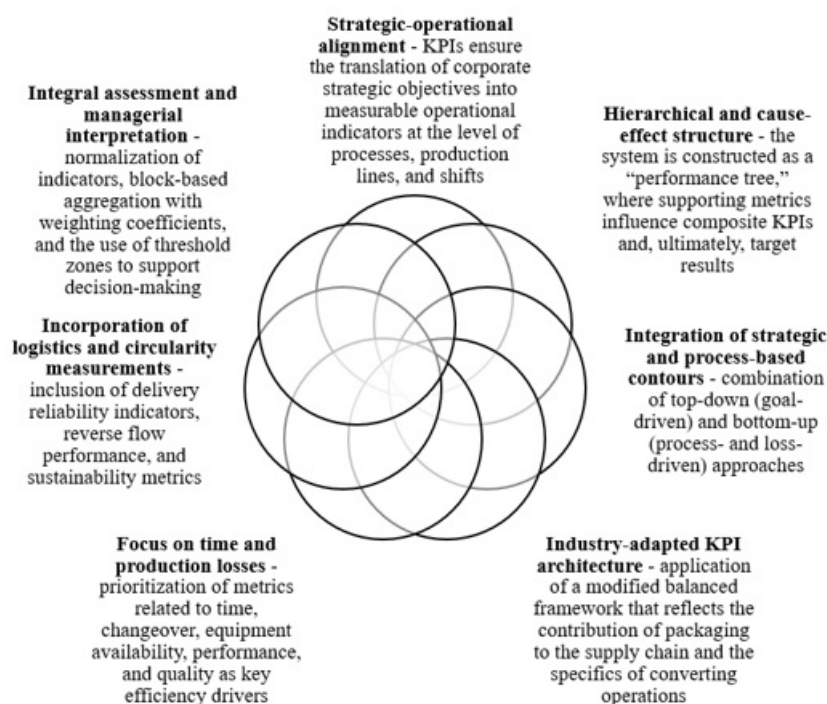 Strategic-operational
alignment - KPIs ensure
the translation of corporate
strategic objectives into
measurable operational
indicators at the level of
processes, production
lines, and shifts
Hierarchical and cause-
effect structure - the
system is constructed as a
“performance tree,”
where supporting metrics
influence composite KPIs
and, ultimately, target
results
Integration of strategic
and process-based
contours - combination
of top-down (goal-
driven) and bottom-up
(process- and loss-
driven) approaches
Industry-adapted KPI
architecture - application
of a modified balanced
framework that reflects the
contribution of packaging
to the supply chain and the
specifics of converting
operations
Focus on time and
production losses -
prioritization of metrics
related to time,
changeover, equipment
availability, performance,
and quality as key
efficiency drivers
Incorporation of
logistics and circularity
measurements -
inclusion of delivery
reliability indicators,
reverse flow
performance, and
sustainability metrics
Integral assessment and
managerial
interpretation -
normalization of
indicators, block-based
aggregation with
weighting coefficients,
and the use of threshold
zones to support
decision-making